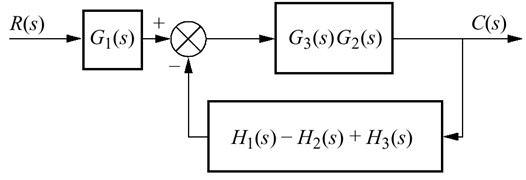 R(s)
G₁(s)
+
−
G₃(s)G₂(s)
C(s)
H₁(s) − H₂(s) + H₃(s)